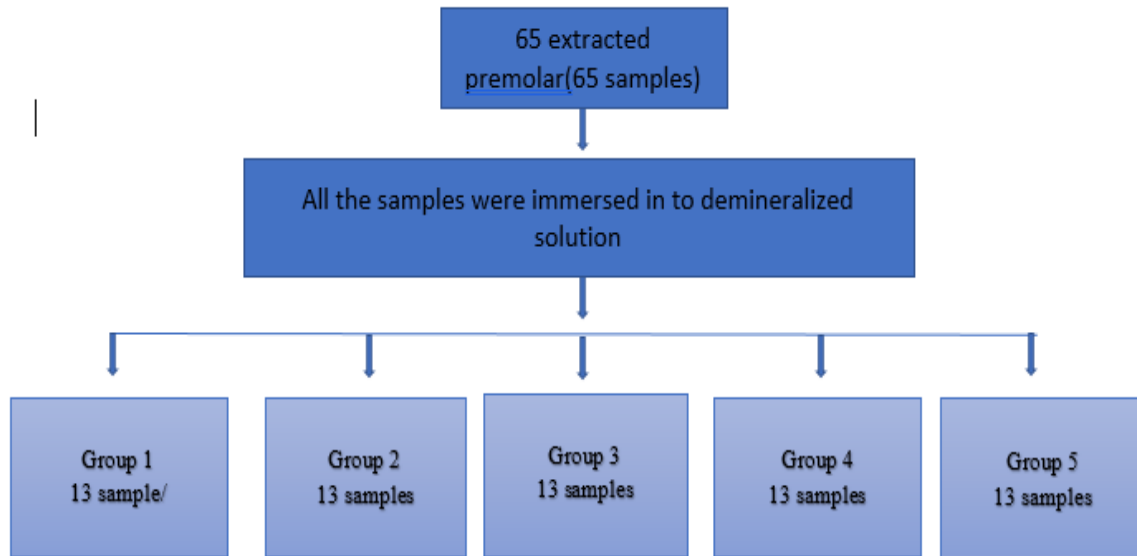 65 extracted
premolar(65 samples)
All the samples were immersed in to demineralized
solution
Group 1
13 sample/
Group 2
13 samples
Group 3
13 samples
Group 4
13 samples
Group 5
13 samples